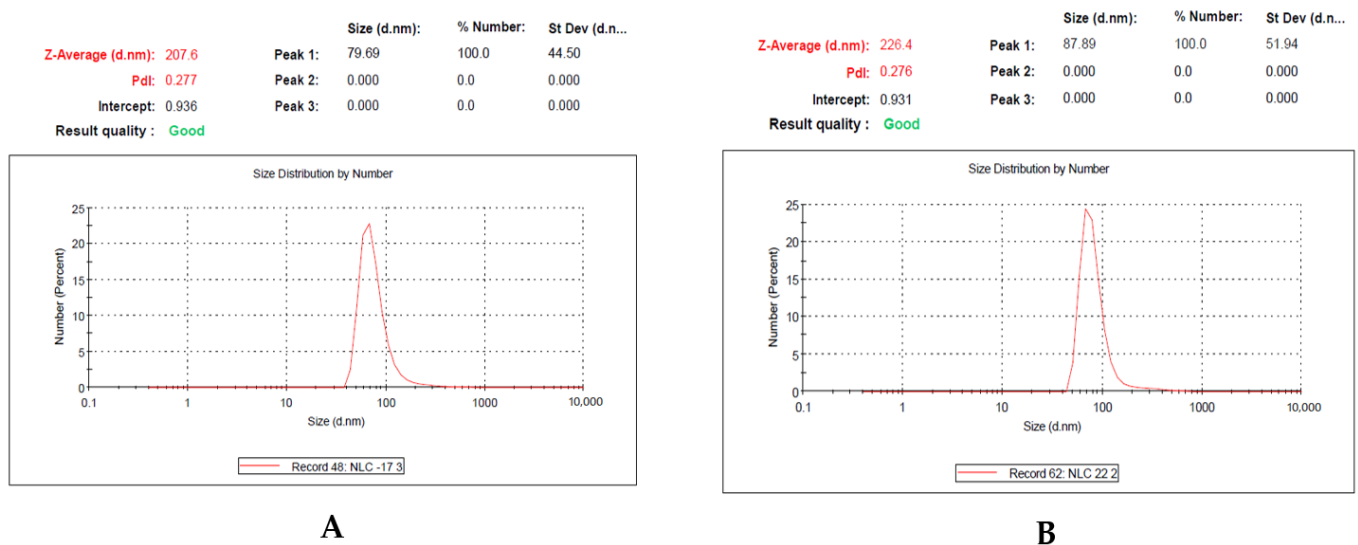 Size (d.nm): % Number: St Dev (d.n...
Z-Average (d.nm): 207.6 Peak 1: 79.69 100.0 44.50
PdI: 0.277 Peak 2: 0.000 0.0 0.000
Intercept: 0.936 Peak 3: 0.000 0.0 0.000
Result quality : Good
Size Distribution by Number
Number (Percent)
25
20
15
10
5
0
0.1 1 10 100 1000 10,000
Size (d.nm)
Record 48: NLC -17 3
A
Size (d.nm): % Number: St Dev (d.n...
Z-Average (d.nm): 226.4 Peak 1: 87.89 100.0 51.94
PdI: 0.276 Peak 2: 0.000 0.0 0.000
Intercept: 0.931 Peak 3: 0.000 0.0 0.000
Result quality : Good
Size Distribution by Number
Number (Percent)
25
20
15
10
5
0
0.1 1 10 100 1000 10,000
Size (d.nm)
Record 62: NLC 22 2
B